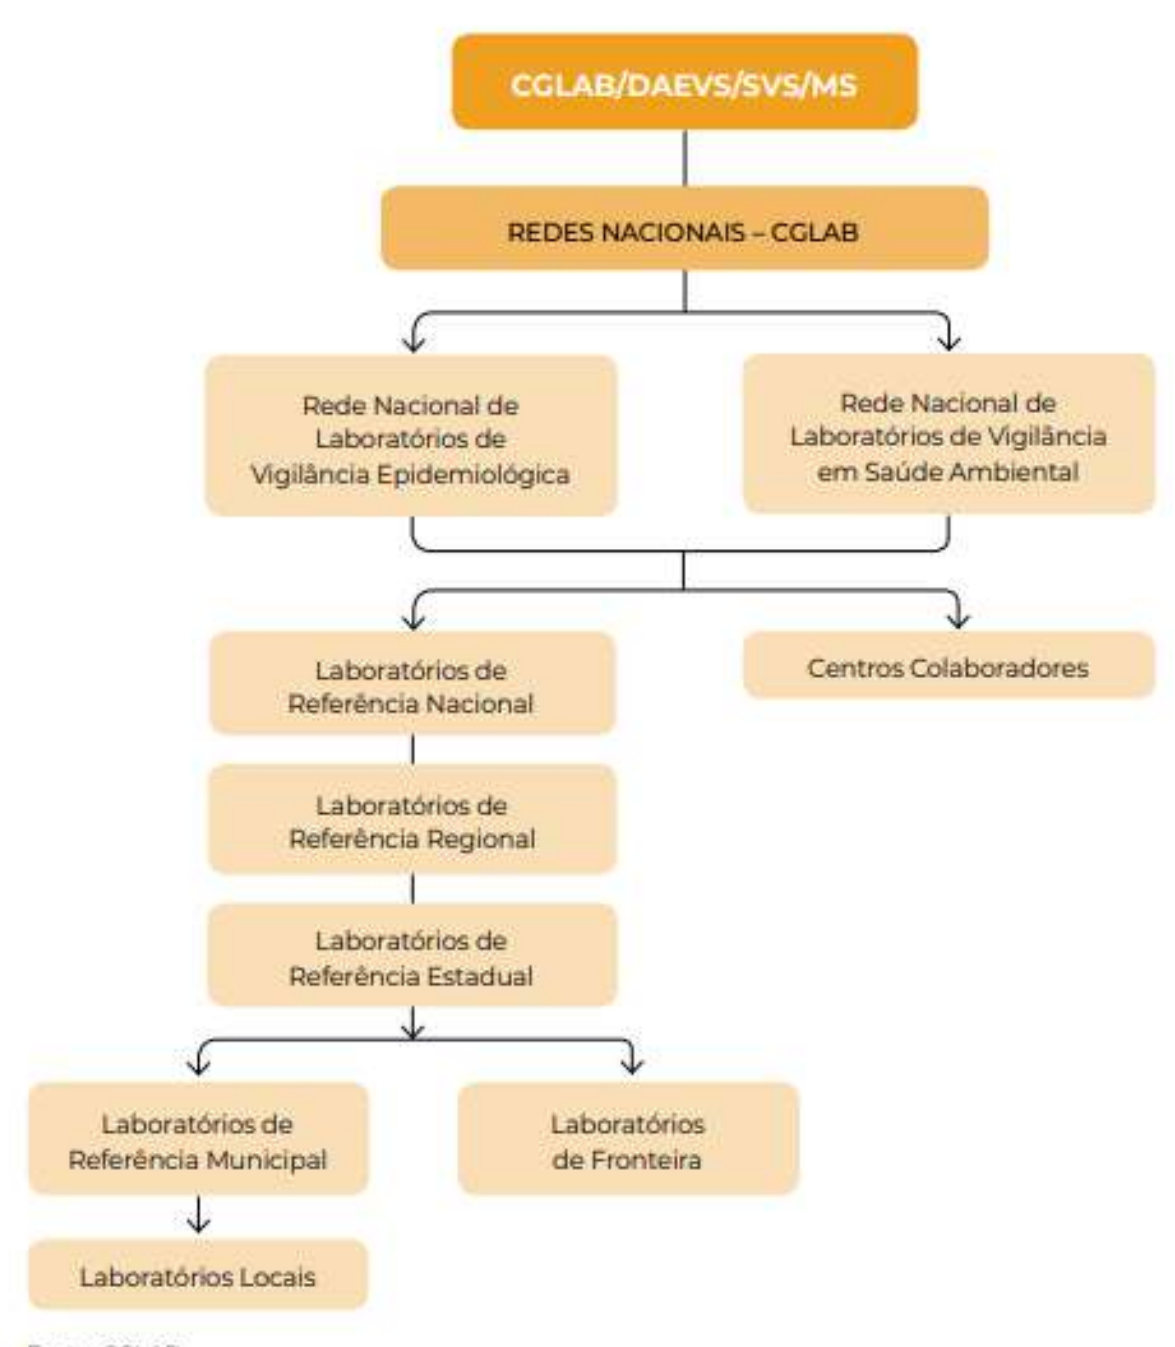 CGLAB/DAEVS/SVS/MS
REDES NACIONAIS – CGLAB
Rede Nacional de
Laboratórios de
Vigilância Epidemiológica
Rede Nacional de
Laboratórios de Vigilância
em Saúde Ambiental
Laboratórios de
Referência Nacional
Centros Colaboradores
Laboratórios de
Referência Regional
Laboratórios de
Referência Estadual
Laboratórios de
Referência Municipal
Laboratórios
de Fronteira
Laboratórios Locais